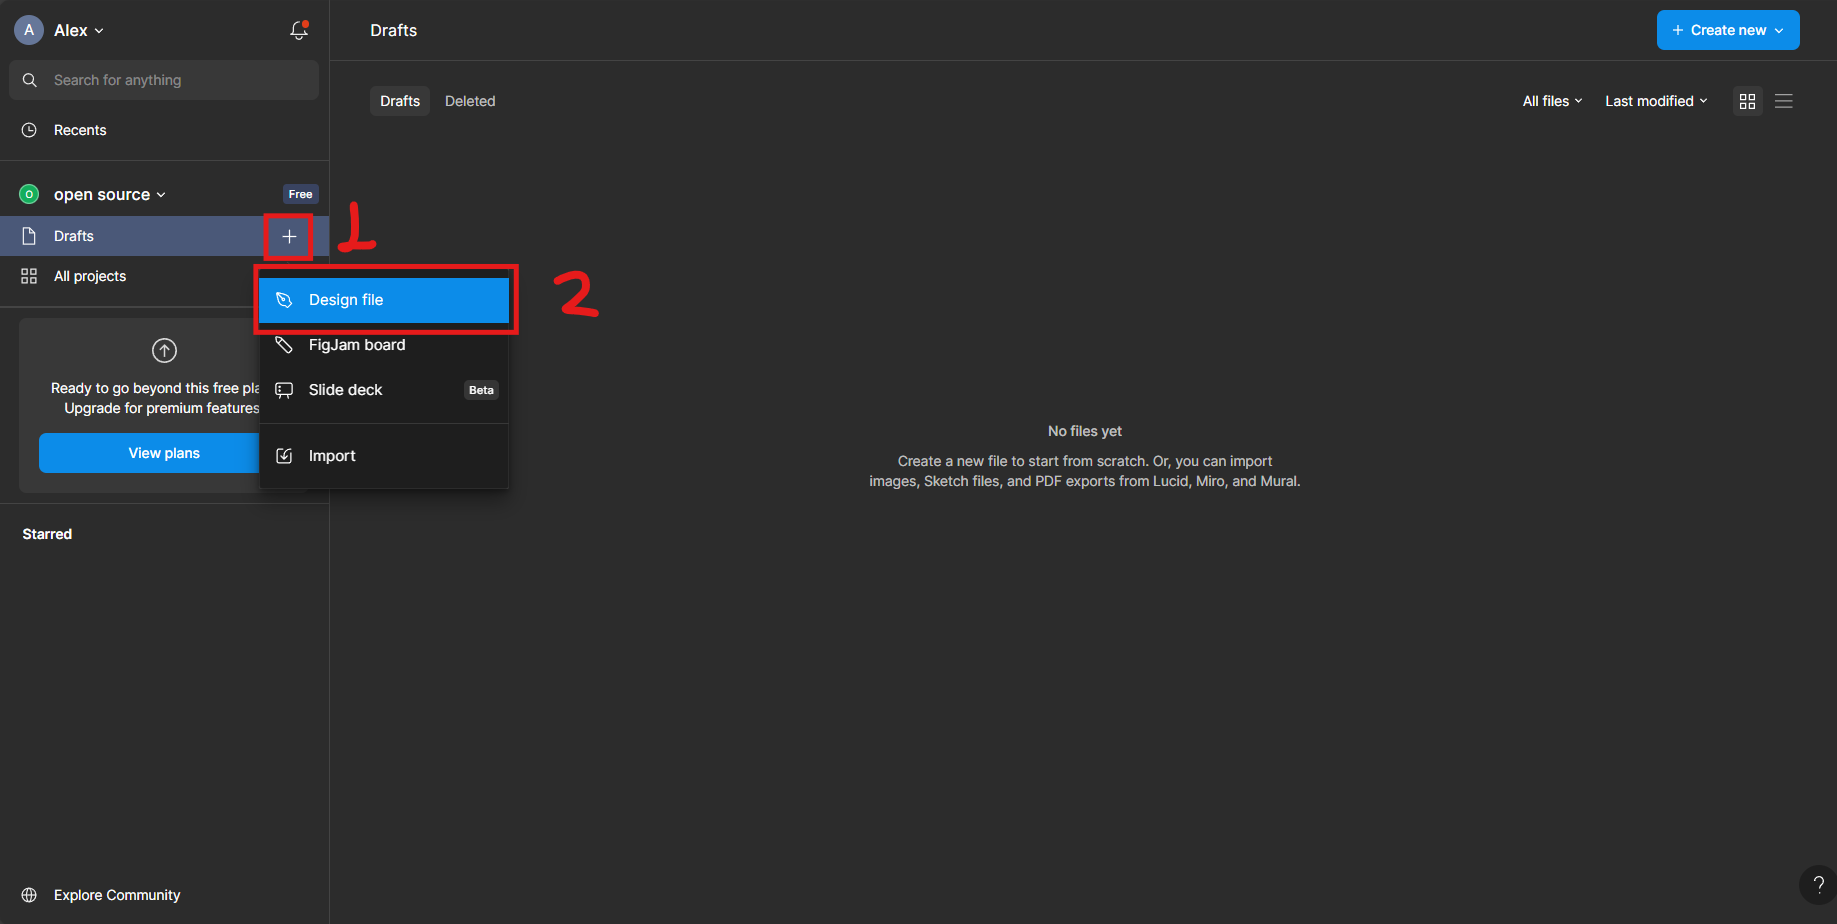 A Alex
Search for anything
Recents
O open source Free
Drafts
All projects
Ready to go beyond this free pla
Upgrade for premium features
View plans
Starred
Explore Community
1
Design file
2
FigJam board
Slide deck Beta
Import
Drafts
+ Create new
Drafts Deleted
All files Last modified
No files yet
Create a new file to start from scratch. Or, you can import
images, Sketch files, and PDF exports from Lucid, Miro, and Mural.
?